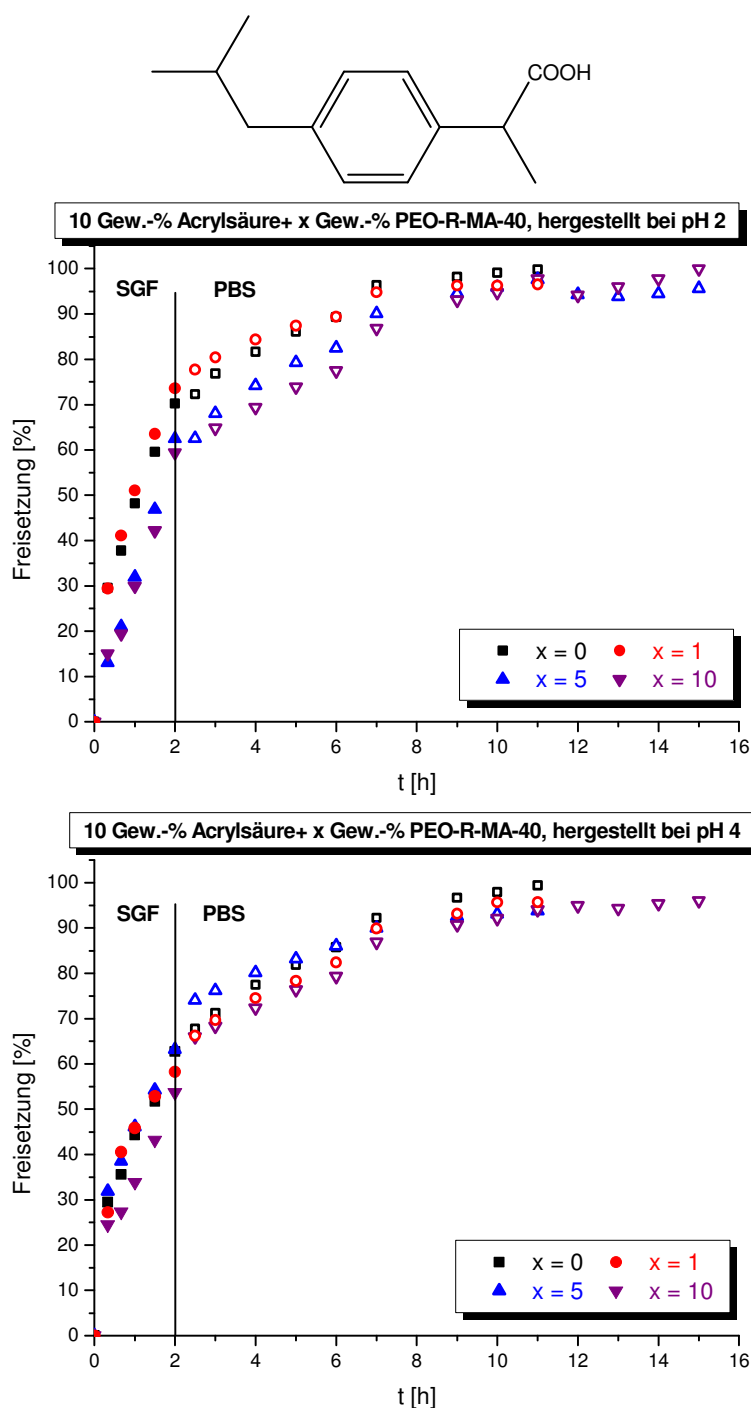 COOH
10 Gew.-% Acrylsäure+ x Gew.-% PEO-R-MA-40, hergestellt bei pH 2
100
90
80
70
60
50
40
30
20
10
0
Freisetzung [%]
SGF PBS
x = 0 x = 1
x = 5 x = 10
0 2 4 6 8 10 12 14 16
t [h]
10 Gew.-% Acrylsäure+ x Gew.-% PEO-R-MA-40, hergestellt bei pH 4
100
90
80
70
60
50
40
30
20
10
0
Freisetzung [%]
SGF PBS
x = 0 x = 1
x = 5 x = 10
0 2 4 6 8 10 12 14 16
t [h]